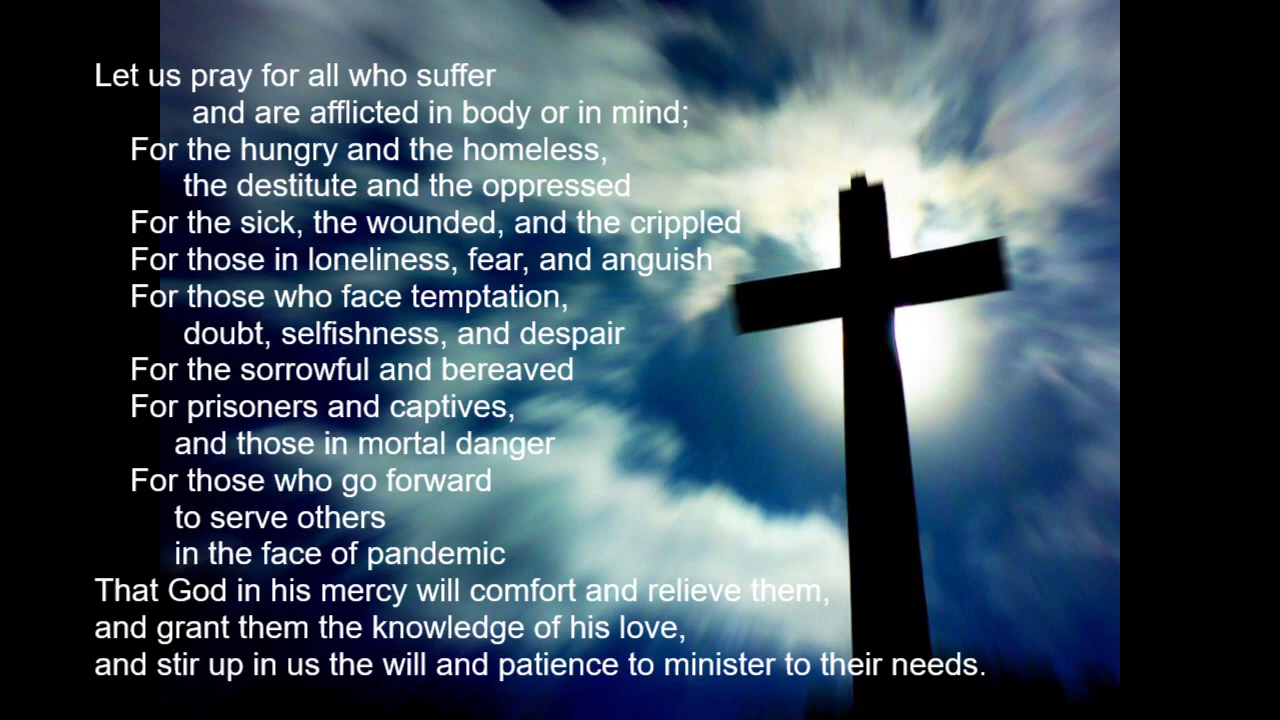 Let us pray for all who suffer
and are afflicted in body or in mind;
For the hungry and the homeless,
the destitute and the oppressed
For the sick, the wounded, and the crippled
For those in loneliness, fear, and anguish
For those who face temptation,
doubt, selfishness, and despair
For the sorrowful and bereaved
For prisoners and captives,
and those in mortal danger
For those who go forward
to serve others
in the face of pandemic
That God in his mercy will comfort and relieve them,
and grant them the knowledge of his love,
and stir up in us the will and patience to minister to their needs.